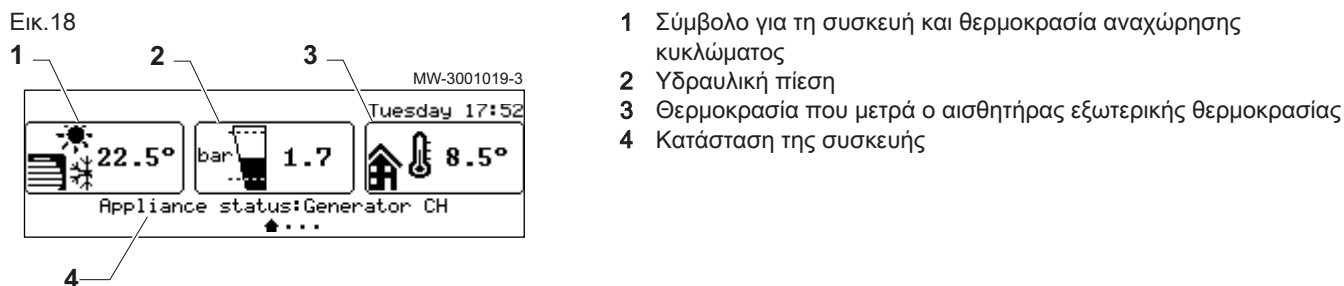 Εικ.18
1 2 3
MW-3001019-3
Tuesday 17:52
22.5° bar 1.7 8.5°
Appliance status:Generator CH
4
1 Σύμβολο για τη συσκευή και θερμοκρασία αναχώρησης
κυκλώματος
2 Υδραυλική πίεση
3 Θερμοκρασία που μετρά ο αισθητήρας εξωτερικής θερμοκρασίας
4 Κατάσταση της συσκευής